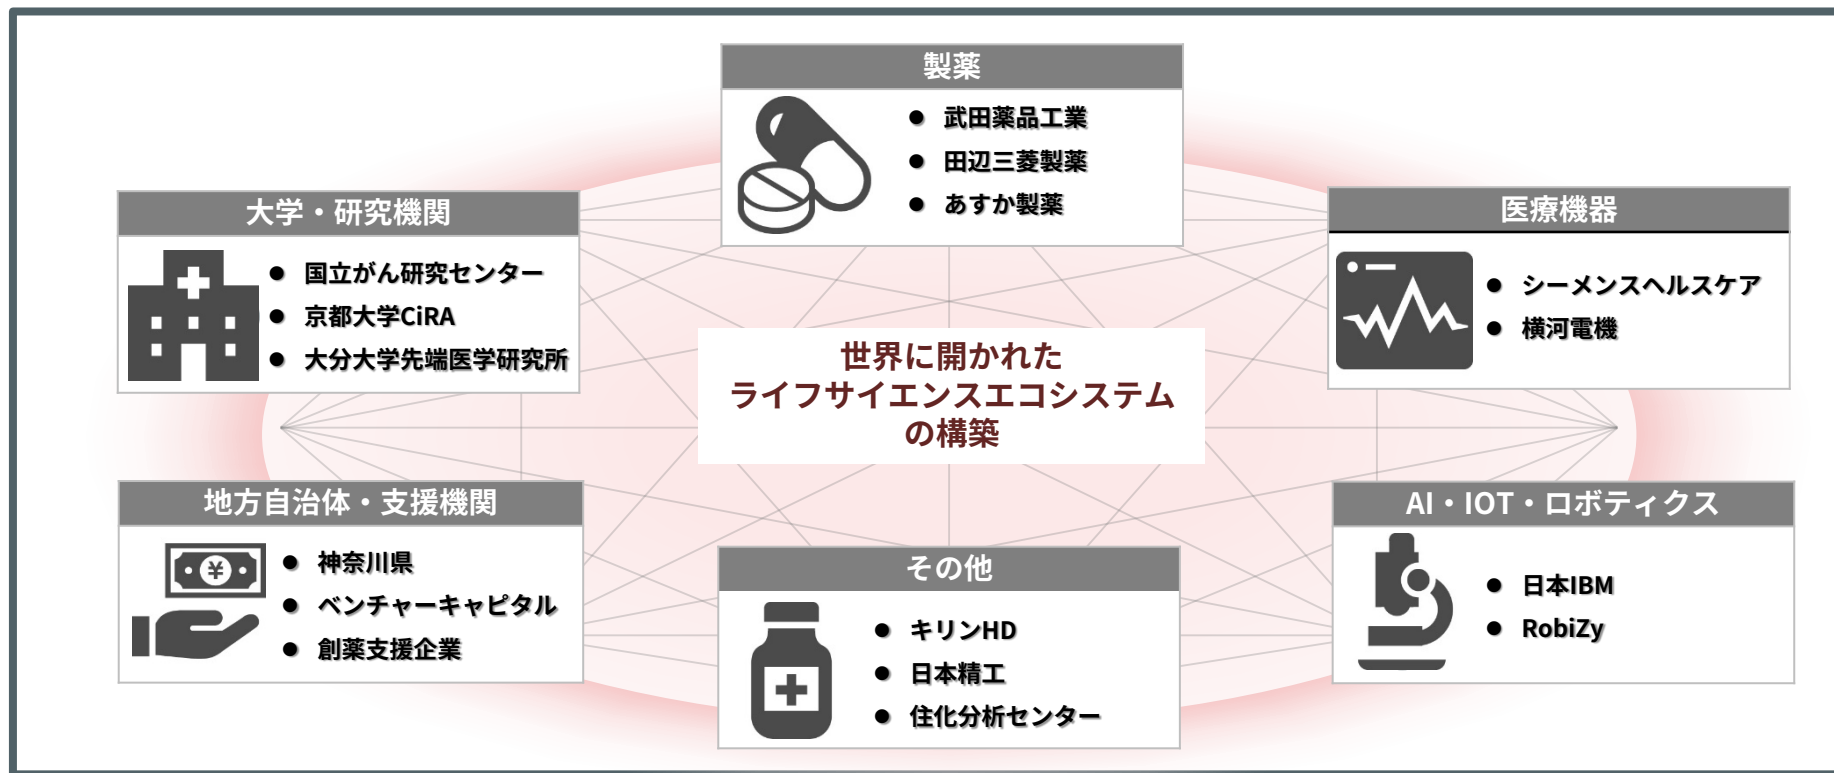 製薬
武田薬品工業
田辺三菱製薬
あすか製薬
大学・研究機関
国立がん研究センター
京都大学CiRA
大分大学先端医学研究所
医療機器
シーメンスヘルスケア
横河電機
世界に開かれた
ライフサイエンスエコシステム
の構築
地方自治体・支援機関
¥
神奈川県
ベンチャーキャピタル
創薬支援企業
その他
キリンHD
日本精工
住化分析センター
AI・IOT・ロボティクス
日本IBM
RobiZy